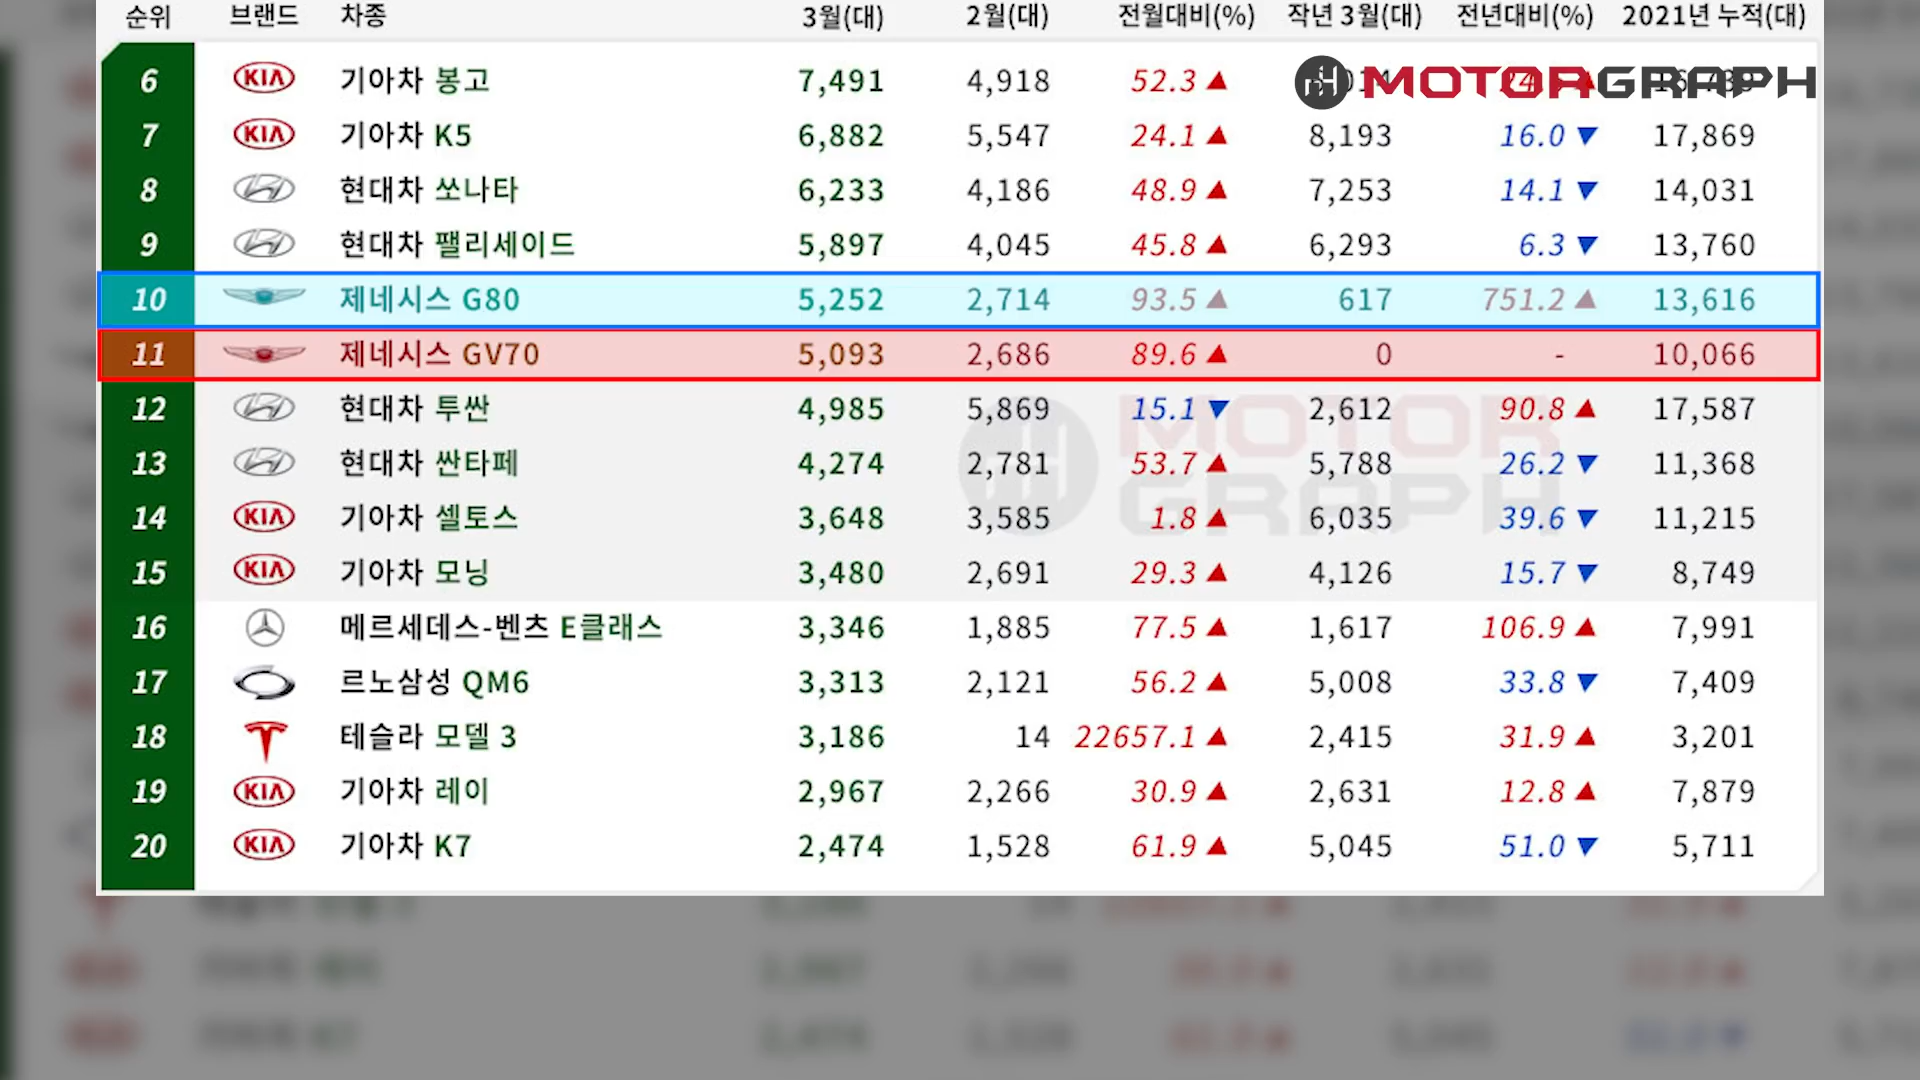 순위 브랜드 차종 3월(대) 2월(대) 전월대비(%) 작년 3월(대) 전년대비(%) 2021년 누적(대)
MOTORGRAPH
6 KIA 기아차 봉고 7,491 4,918 52.3 ▲
7 KIA 기아차 K5 6,882 5,547 24.1 ▲ 8,193 16.0 ▼ 17,869
8 현대차 쏘나타 6,233 4,186 48.9 ▲ 7,253 14.1 ▼ 14,031
9 현대차 팰리세이드 5,897 4,045 45.8 ▲ 6,293 6.3 ▼ 13,760
10 제네시스 G80 5,252 2,714 93.5 ▲ 617 751.2 ▲ 13,616
11 제네시스 GV70 5,093 2,686 89.6 ▲ 0 - 10,066
12 현대차 투싼 4,985 5,869 15.1 ▼ 2,612 90.8 ▲ 17,587
13 현대차 싼타페 4,274 2,781 53.7 ▲ 5,788 26.2 ▼ 11,368
MOTOR
GRAPH
14 KIA 기아차 셀토스 3,648 3,585 1.8 ▲ 6,035 39.6 ▼ 11,215
15 KIA 기아차 모닝 3,480 2,691 29.3 ▲ 4,126 15.7 ▼ 8,749
16 메르세데스-벤츠 E클래스 3,346 1,885 77.5 ▲ 1,617 106.9 ▲ 7,991
17 르노삼성 QM6 3,313 2,121 56.2 ▲ 5,008 33.8 ▼ 7,409
18 테슬라 모델 3 3,186 14 22657.1 ▲ 2,415 31.9 ▲ 3,201
19 KIA 기아차 레이 2,967 2,266 30.9 ▲ 2,631 12.8 ▲ 7,879
20 KIA 기아차 K7 2,474 1,528 61.9 ▲ 5,045 51.0 ▼ 5,711